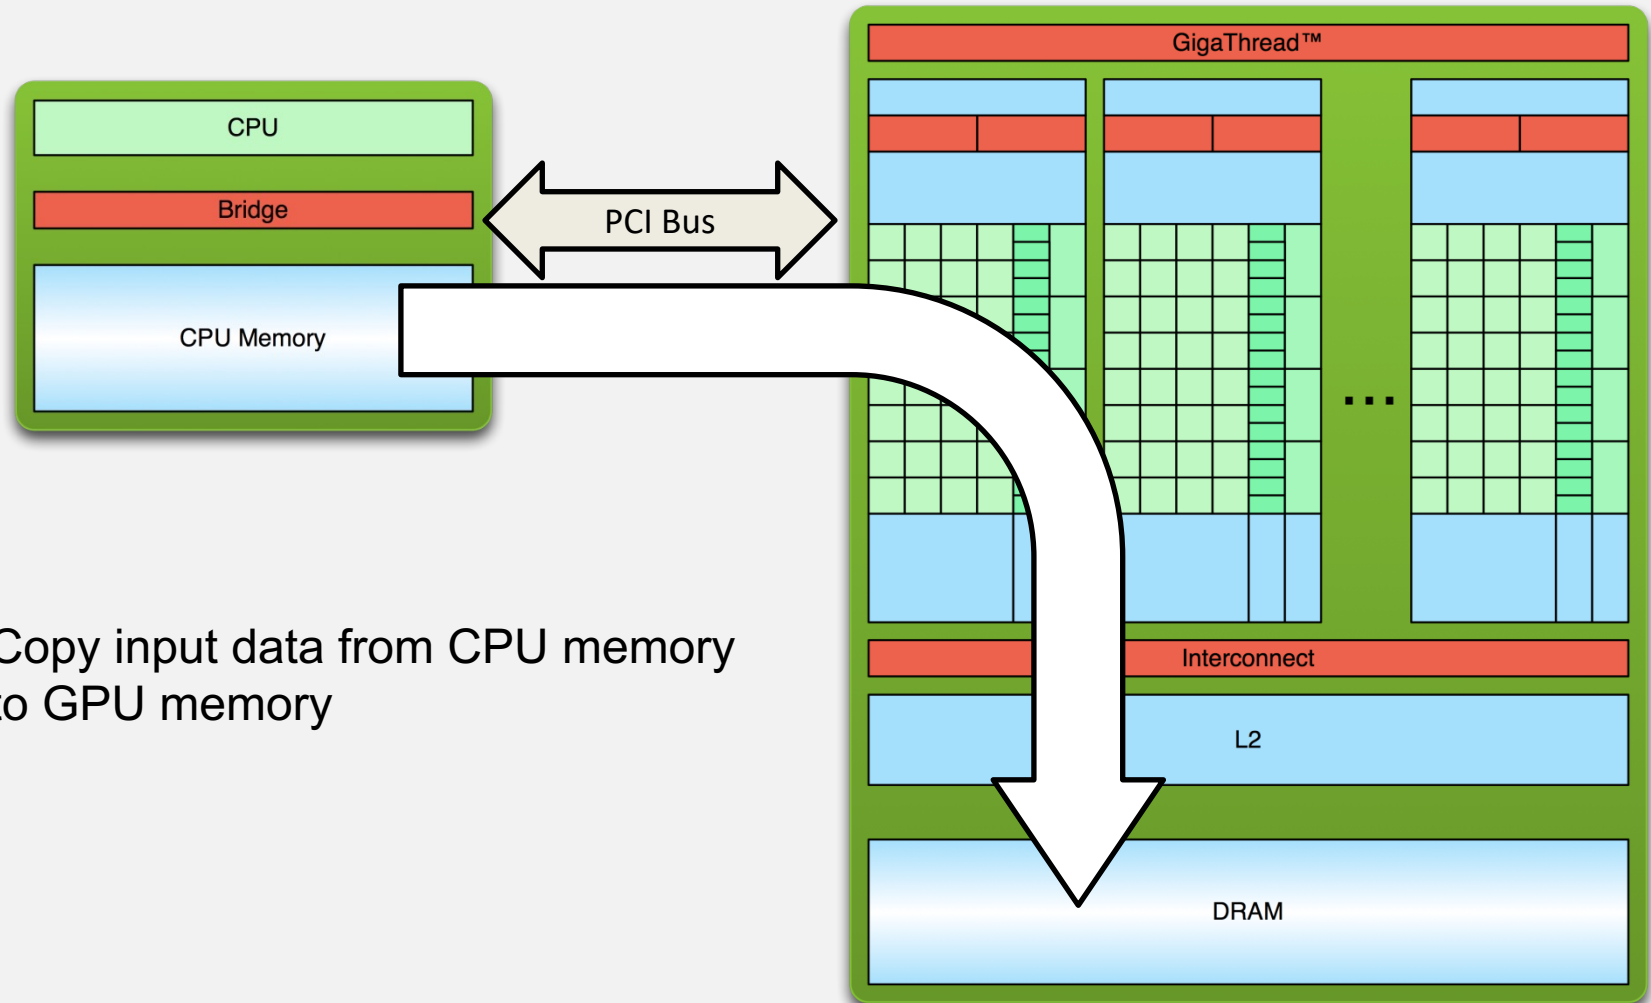 GigaThread™
CPU
Bridge
PCI Bus
CPU Memory
...
Copy input data from CPU memory
to GPU memory
Interconnect
L2
DRAM